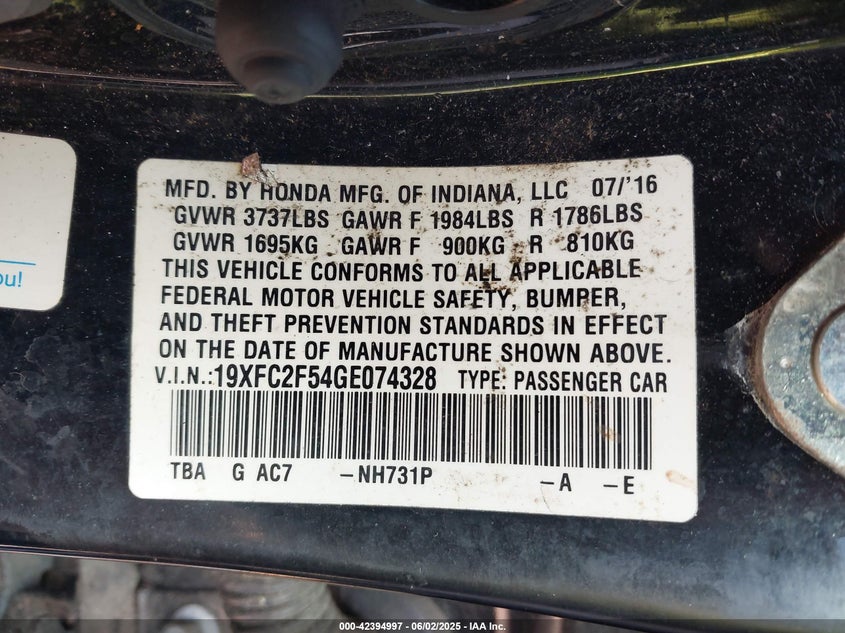 MFD. BY HONDA MFG. OF INDIANA, LLC 07/'16
GVWR 3737LBS GAWR F 1984LBS R 1786LBS
GVWR 1695KG GAWR F 900KG R 810KG
THIS VEHICLE CONFORMS TO ALL APPLICABLE
FEDERAL MOTOR VEHICLE SAFETY, BUMPER,
AND THEFT PREVENTION STANDARDS IN EFFECT
ON THE DATE OF MANUFACTURE SHOWN ABOVE.
V.I.N.:19XFC2F54GE074328 TYPE: PASSENGER CAR
TBA G AC7 -NH731P -A -E
000-42394997 - 06/02/2025 - IAA Inc.